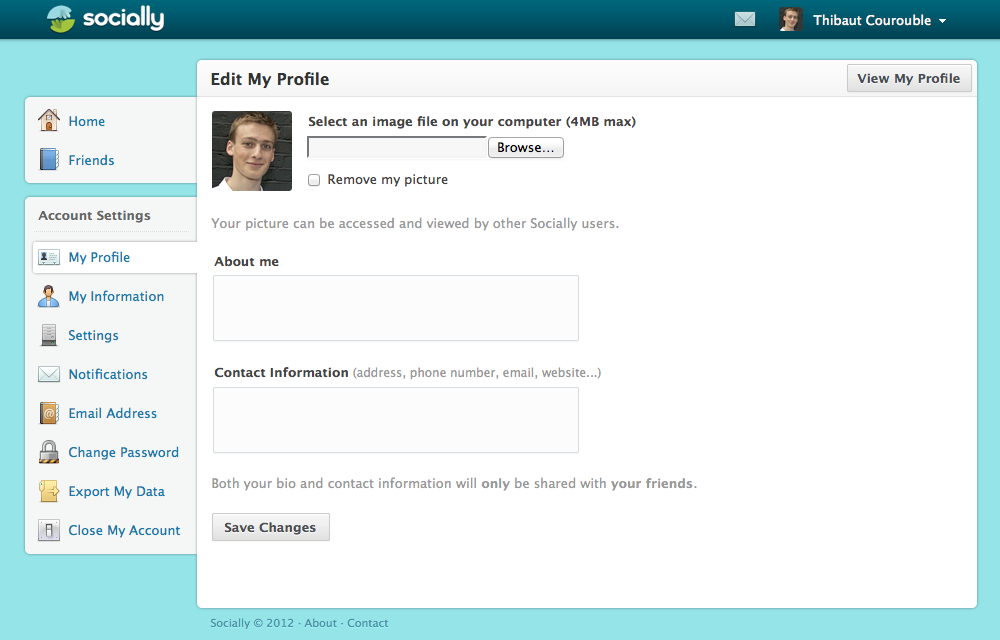 socially
Thibaut Courouble
Edit My Profile
View My Profile
Home
Friends
Account Settings
My Profile
My Information
Settings
Notifications
Email Address
Change Password
Export My Data
Close My Account
Select an image file on your computer (4MB max)
Browse...
Remove my picture
Your picture can be accessed and viewed by other Socially users.
About me
Contact Information (address, phone number, email, website...)
Both your bio and contact information will only be shared with your friends.
Save Changes
Socially © 2012 · About · Contact